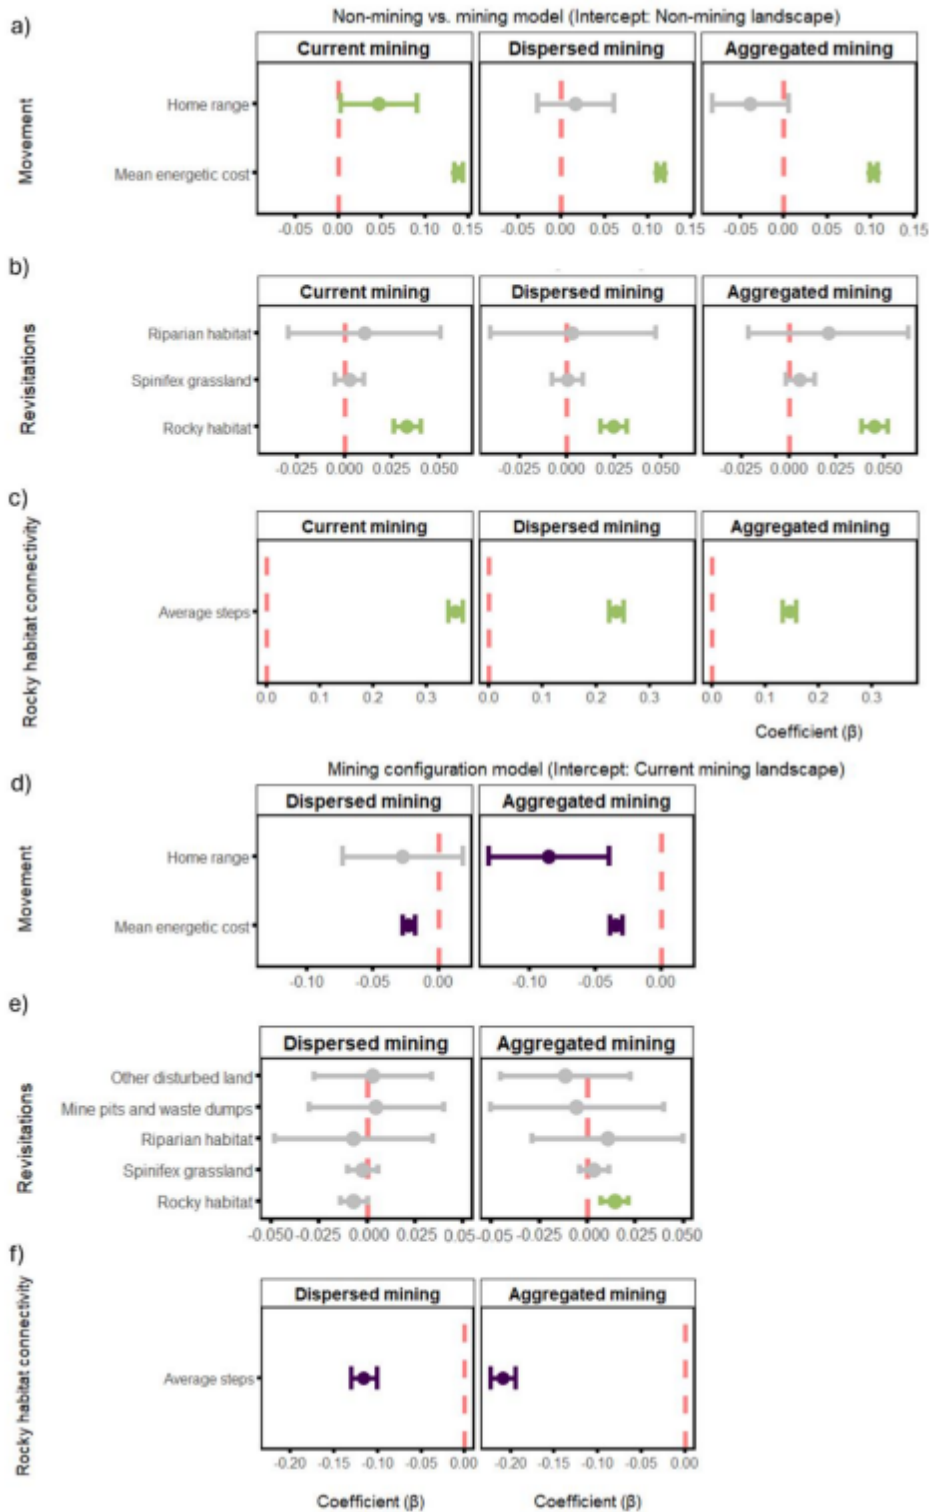 a)
Non-mining vs. mining model (Intercept: Non-mining landscape)
Current mining Dispersed mining Aggregated mining
Movement
Home range
Mean energetic cost
-0.05 0.00 0.05 0.10 0.15 -0.05 0.00 0.05 0.10 0.15 -0.05 0.00 0.05 0.10 0.15
b)
Current mining Dispersed mining Aggregated mining
Revisitations
Riparian habitat
Spinifex grassland
Rocky habitat
-0.025 0.000 0.025 0.050 -0.025 0.000 0.025 0.050 -0.025 0.000 0.025 0.050
c)
Current mining Dispersed mining Aggregated mining
Rocky habitat connectivity
Average steps
0.0 0.1 0.2 0.3 0.0 0.1 0.2 0.3 0.0 0.1 0.2 0.3
Coefficient (β)
Mining configuration model (Intercept: Current mining landscape)
d)
Dispersed mining Aggregated mining
Movement
Home range
Mean energetic cost
-0.10 -0.05 0.00 -0.10 -0.05 0.00
e)
Dispersed mining Aggregated mining
Revisitations
Other disturbed land
Mine pits and waste dumps
Riparian habitat
Spinifex grassland
Rocky habitat
-0.050 -0.025 0.000 0.025 0.05 -0.05 -0.025 0.000 0.025 0.050
f)
Dispersed mining Aggregated mining
Rocky habitat connectivity
Average steps
-0.20 -0.10 -0.05 0.00 -0.20 -0.10 -0.05 0.00
Coefficient (β) Coefficient (β)